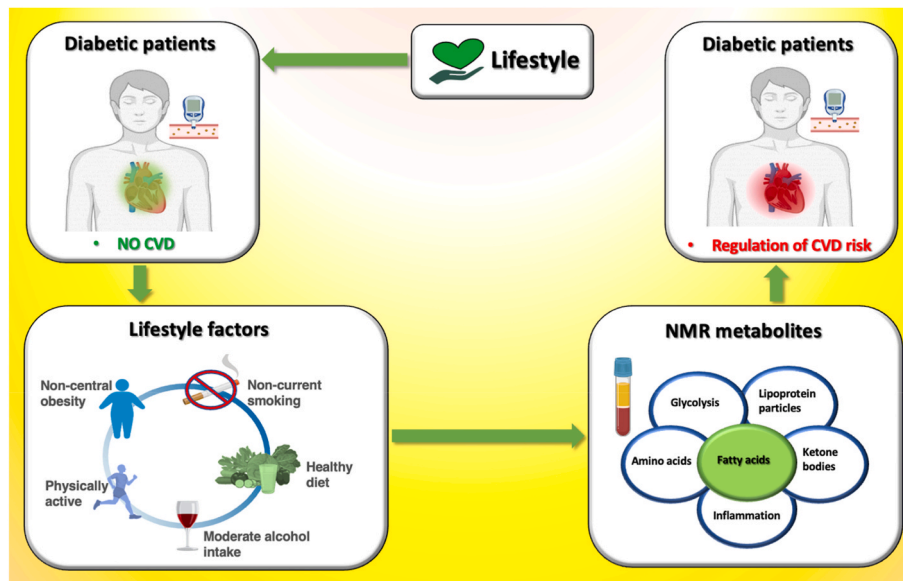 Diabetic patients
• NO CVD
Lifestyle
Diabetic patients
• Regulation of CVD risk
Lifestyle factors
Non-central
obesity
Non-current
smoking
Healthy
diet
Moderate alcohol
intake
Physically
active
NMR metabolites
Glycolysis
Lipoprotein
particles
Amino acids
Fatty acids
Ketone
bodies
Inflammation